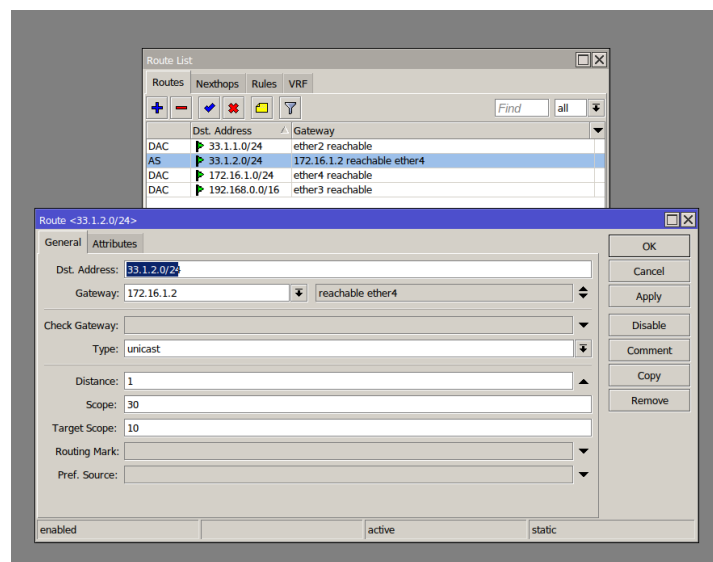 Route List
Routes Nexthops Rules VRF
Find all
Dst. Address Gateway
DAC 33.1.1.0/24 ether2 reachable
AS 33.1.2.0/24 172.16.1.2 reachable ether4
DAC 172.16.1.0/24 ether4 reachable
DAC 192.168.0.0/16 ether3 reachable
Route <33.1.2.0/24>
General Attributes
OK
Dst. Address: 33.1.2.0/24
Cancel
Gateway: 172.16.1.2 reachable ether4
Apply
Check Gateway:
Disable
Type: unicast
Comment
Distance: 1
Copy
Scope: 30
Remove
Target Scope: 10
Routing Mark:
Pref. Source:
enabled active static